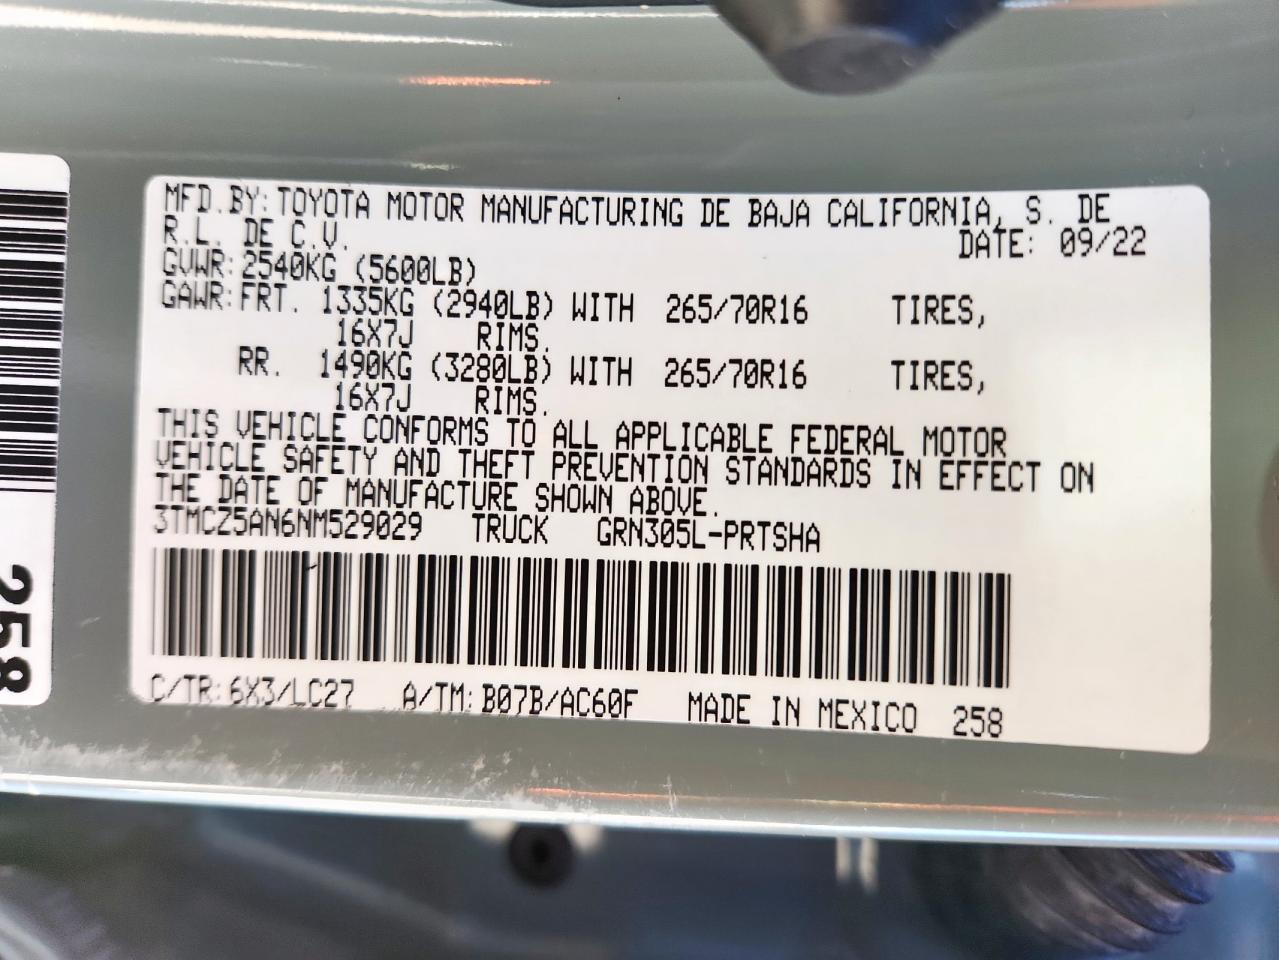 MFD.BY:TOYOTA MOTOR MANUFACTURING DE BAJA CALIFORNIA, S. DE
R.L. DE C.V. DATE: 09/22
GVWR:2540KG (5600LB)
GAWR:FRT. 1335KG (2940LB) WITH 265/70R16 TIRES,
16X7J RIMS.
RR. 1490KG (3280LB) WITH 265/70R16 TIRES,
16X7J RIMS.
THIS VEHICLE CONFORMS TO ALL APPLICABLE FEDERAL MOTOR
VEHICLE SAFETY AND THEFT PREVENTION STANDARDS IN EFFECT ON
THE DATE OF MANUFACTURE SHOWN ABOVE.
3TMCZ5AN6NM529029 TRUCK GRN305L-PRTSHA
C/TR:6X3/LC27 A/TM:B07B/AC60F MADE IN MEXICO 258
258